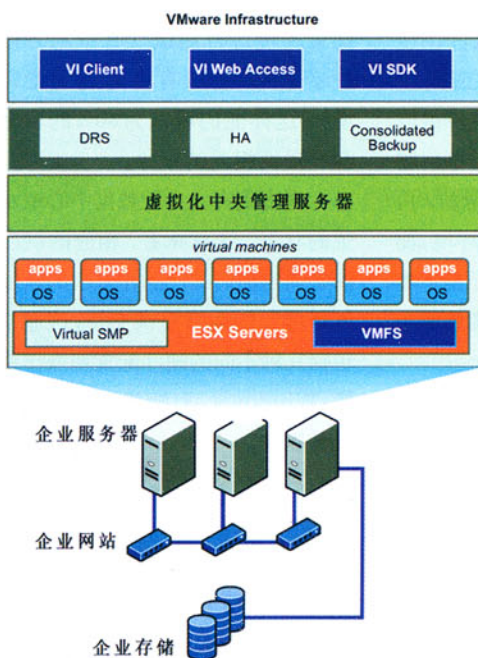 VMware Infrastructure
VI Client VI Web Access VI SDK
DRS HA Consolidated
Backup
虚拟化中央管理服务器
virtual machines
apps apps apps apps apps apps apps
OS OS OS OS OS OS OS
Virtual SMP ESX Servers VMFS
企业服务器
企业网站
企业存储